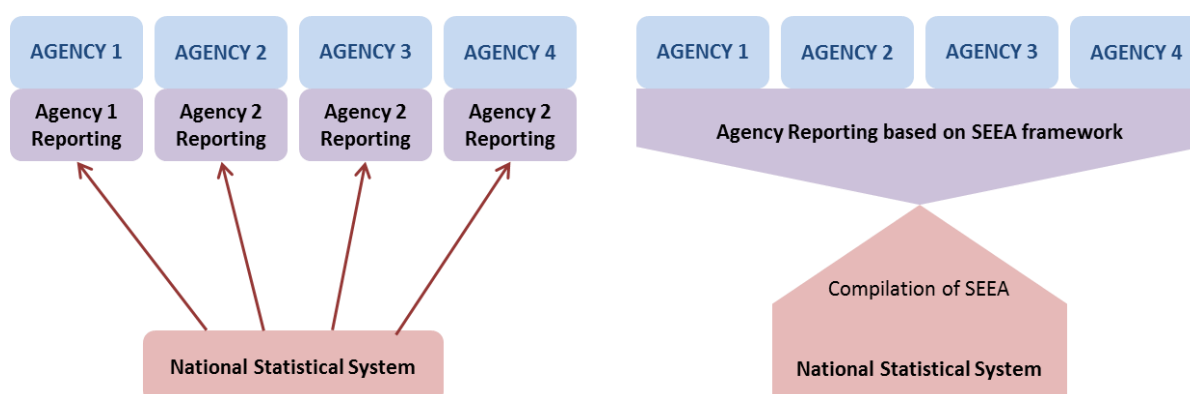 AGENCY 1
AGENCY 2
AGENCY 3
AGENCY 4
Agency 1
Reporting
Agency 2
Reporting
Agency 2
Reporting
Agency 2
Reporting
National Statistical System
AGENCY 1
AGENCY 2
AGENCY 3
AGENCY 4
Agency Reporting based on SEEA framework
Compilation of SEEA
National Statistical System